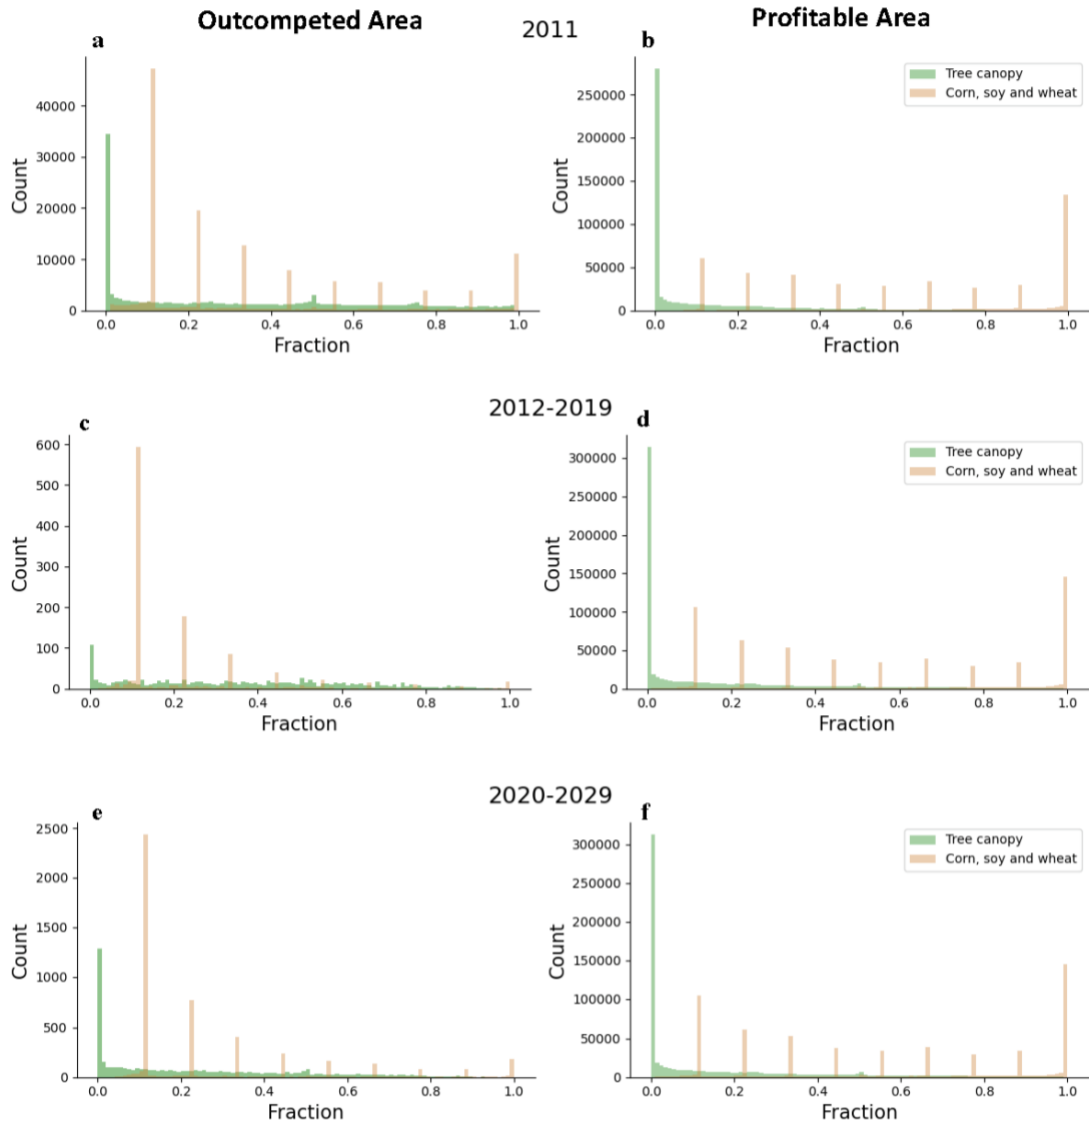 Outcompeted Area
Profitable Area
2011
a
40000
30000
20000
10000
0
Count
0.0 0.2 0.4 0.6 0.8 1.0
Fraction
b
250000
200000
150000
100000
50000
0
Count
Tree canopy
Corn, soy and wheat
0.0 0.2 0.4 0.6 0.8 1.0
Fraction
2012-2019
c
600
500
400
300
200
100
0
Count
0.0 0.2 0.4 0.6 0.8 1.0
Fraction
d
300000
250000
200000
150000
100000
50000
0
Count
Tree canopy
Corn, soy and wheat
0.0 0.2 0.4 0.6 0.8 1.0
Fraction
2020-2029
e
2500
2000
1500
1000
500
0
Count
0.0 0.2 0.4 0.6 0.8 1.0
Fraction
f
300000
250000
200000
150000
100000
50000
0
Count
Tree canopy
Corn, soy and wheat
0.0 0.2 0.4 0.6 0.8 1.0
Fraction